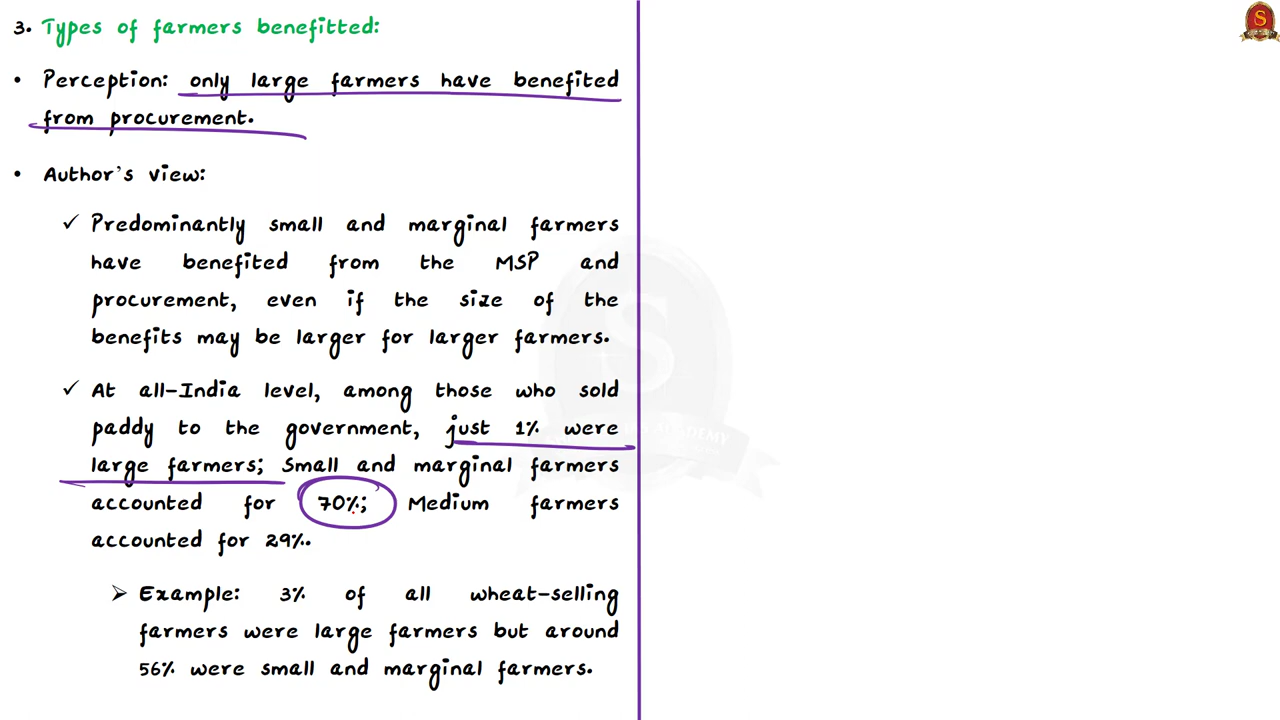 3. Types of farmers benefitted:
• Perception: only large farmers have benefited
from procurement.
• Author's view:
✓ Predominantly small and marginal farmers
have benefited from the MSP and
procurement, even if the size of the
benefits may be larger for larger farmers.
✓ At all-India level, among those who sold
paddy to the government, just 1% were
large farmers; Small and marginal farmers
accounted for 70%; Medium farmers
accounted for 29%.
➢ Example: 3% of all wheat-selling
farmers were large farmers but around
56% were small and marginal farmers.